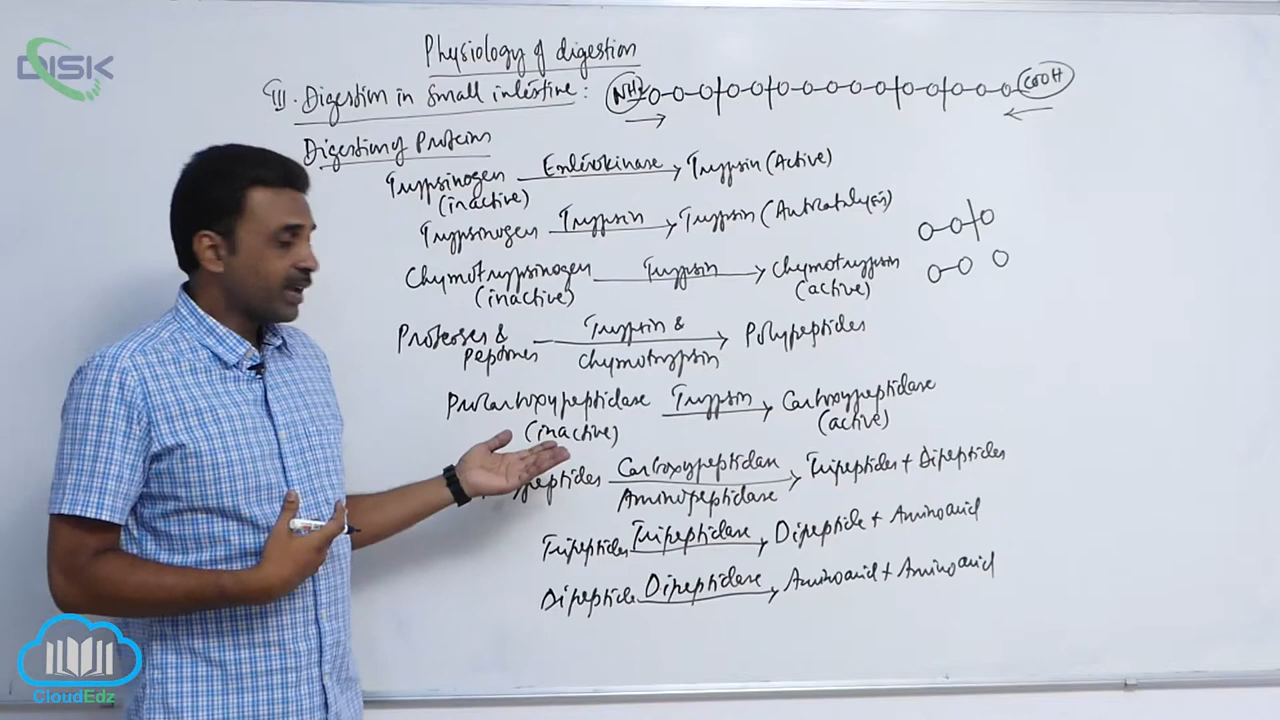 DISK
Physiology of digestion
III. Digestion in small intestine:
NH2 COOH
Digestion of Proteins
Trypsinogen Enterokinase Trypsin (Active)
(inactive)
Trypsinogen Trypsin Trypsin (Autocatalysis)
Chymotrypsinogen Trypsin Chymotrypsin
(inactive) (active)
Proteoses & Trypsin & Polypeptides
Peptones Chymotrypsin
Procarboxypeptidase Trypsin Carboxypeptidase
(inactive) (active)
Carboxypeptidase Tripeptides + Dipeptides
Aminopeptidase
Tripeptides Tripeptidase Dipeptide + Aminoacid
Dipeptide Dipeptidase Aminoacid + Aminoacid
CloudEdz